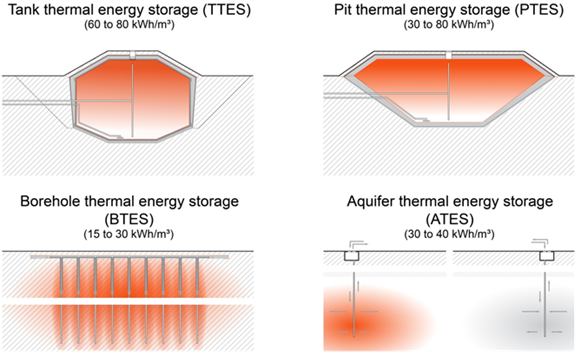 Tank thermal energy storage (TTES)
(60 to 80 kWh/m³)
Pit thermal energy storage (PTES)
(30 to 80 kWh/m³)
Borehole thermal energy storage
(BTES)
(15 to 30 kWh/m³)
Aquifer thermal energy storage
(ATES)
(30 to 40 kWh/m³)